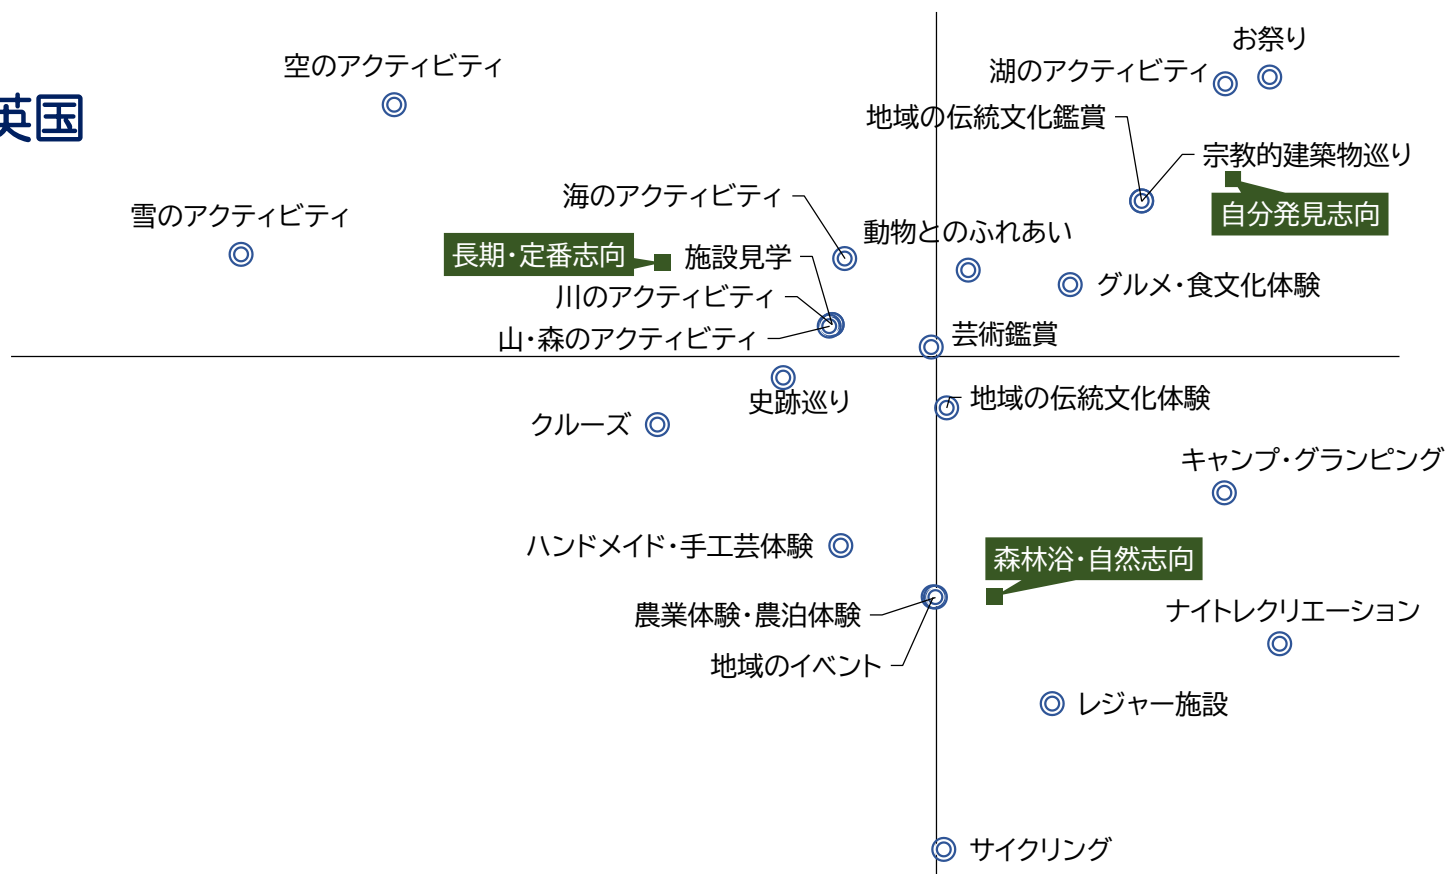 お祭り
空のアクティビティ
湖のアクティビティ
英国
地域の伝統文化鑑賞
宗教的建築物巡り
海のアクティビティ
雪のアクティビティ
自分発見志向
動物とのふれあい
長期・定番志向
施設見学
グルメ・食文化体験
川のアクティビティ
芸術鑑賞
山・森のアクティビティ
史跡巡り
地域の伝統文化体験
クルーズ
キャンプ・グランピング
ハンドメイド・手工芸体験
森林浴・自然志向
農業体験・農泊体験
ナイトレクリエーション
地域のイベント
レジャー施設
サイクリング